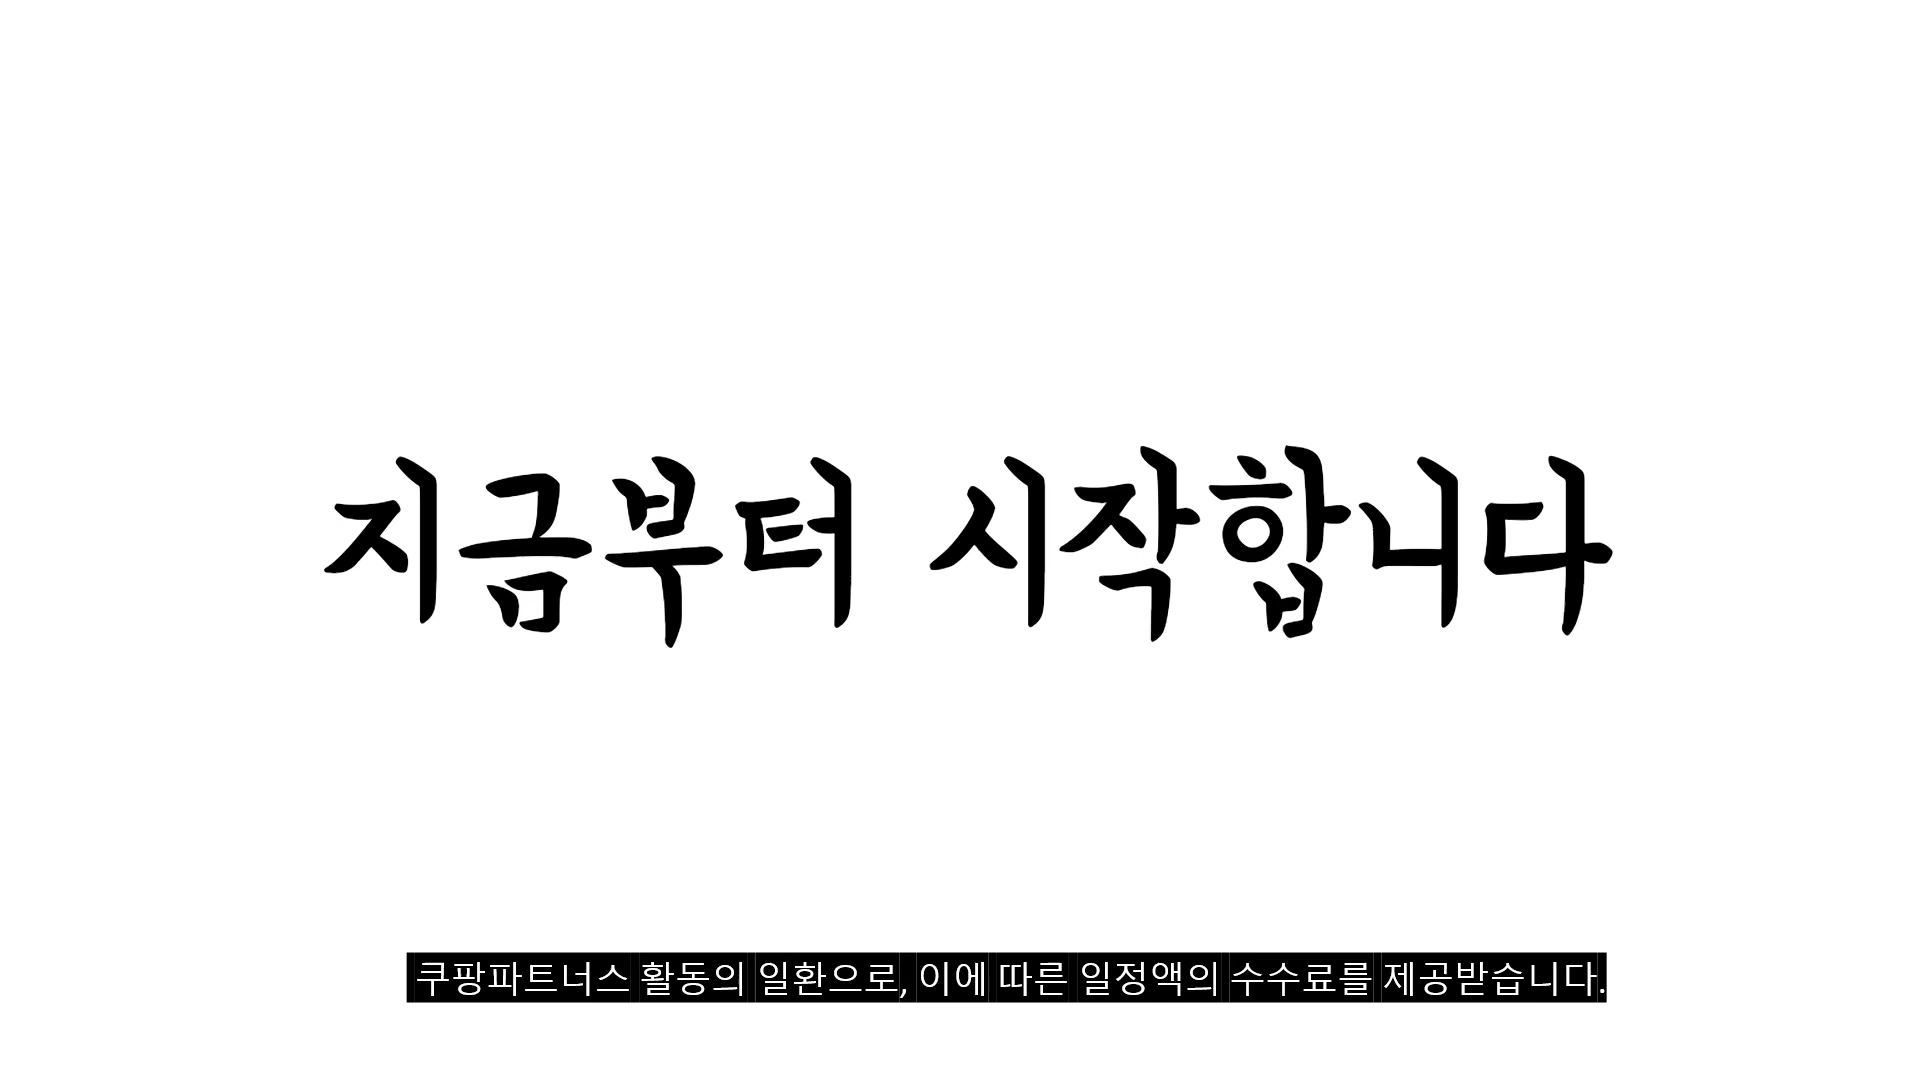 지금부터 시작합니다
쿠팡파트너스 활동의 일환으로, 이에 따른 일정액의 수수료를 제공받습니다.